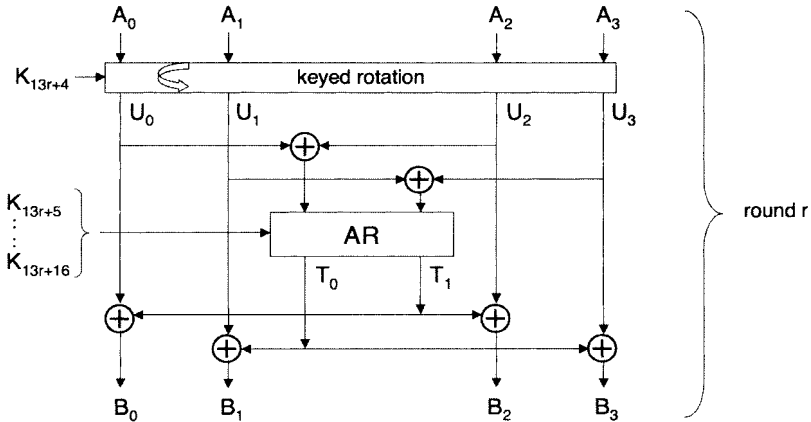 A₀ A₁ A₂ A₃
K₁₃ᵣ₊₄ keyed rotation
U₀ U₁ U₂ U₃
K₁₃ᵣ₊₅
K₁₃ᵣ₊₁₆
AR
round r
T₀ T₁
B₀ B₁ B₂ B₃